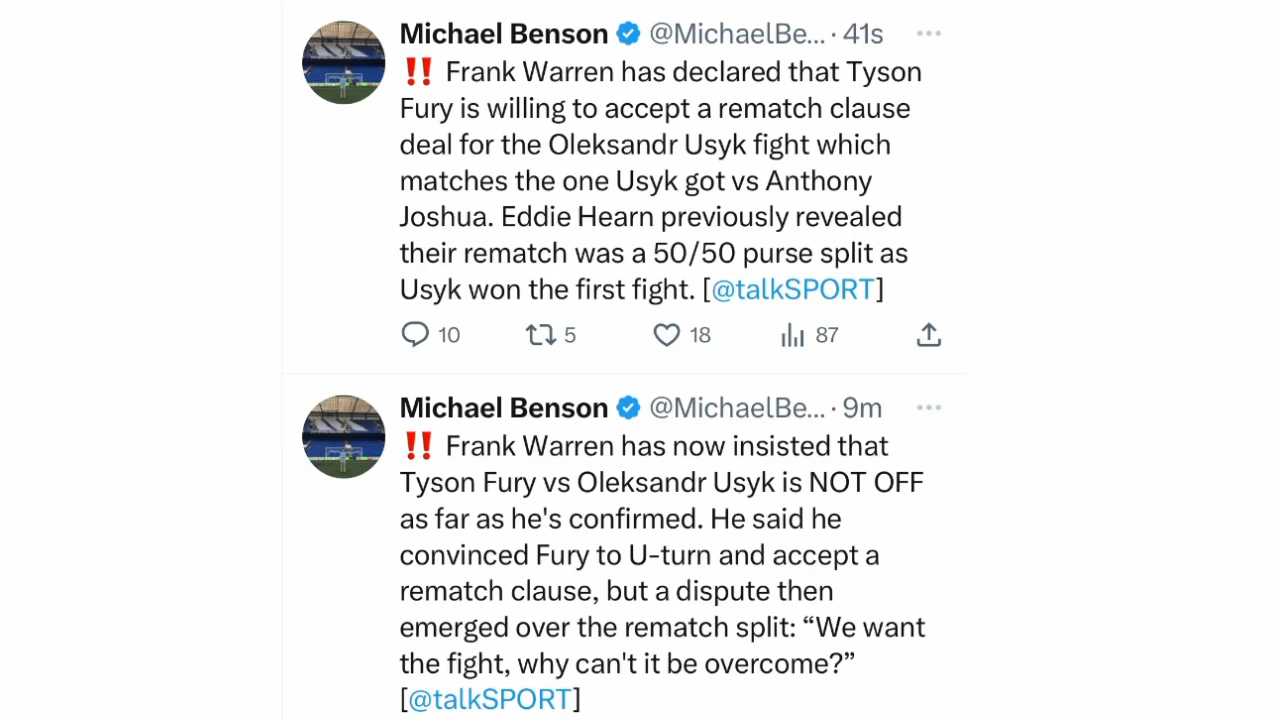 Michael Benson @MichaelBe... · 41s ···
‼️ Frank Warren has declared that Tyson
Fury is willing to accept a rematch clause
deal for the Oleksandr Usyk fight which
matches the one Usyk got vs Anthony
Joshua. Eddie Hearn previously revealed
their rematch was a 50/50 purse split as
Usyk won the first fight. [@talkSPORT]
10 5 18 87
Michael Benson @MichaelBe... · 9m ···
‼️ Frank Warren has now insisted that
Tyson Fury vs Oleksandr Usyk is NOT OFF
as far as he's confirmed. He said he
convinced Fury to U-turn and accept a
rematch clause, but a dispute then
emerged over the rematch split: “We want
the fight, why can't it be overcome?”
[@talkSPORT]